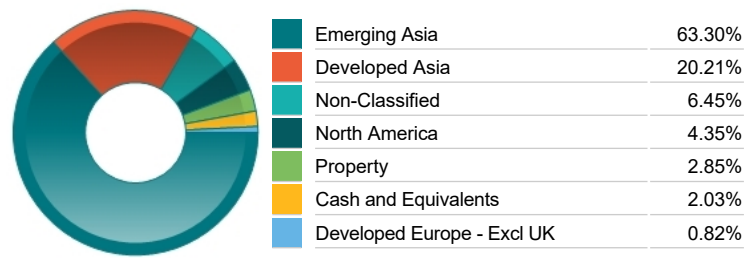 Emerging Asia 63.30%
Developed Asia 20.21%
Non-Classified 6.45%
North America 4.35%
Property 2.85%
Cash and Equivalents 2.03%
Developed Europe - Excl UK 0.82%